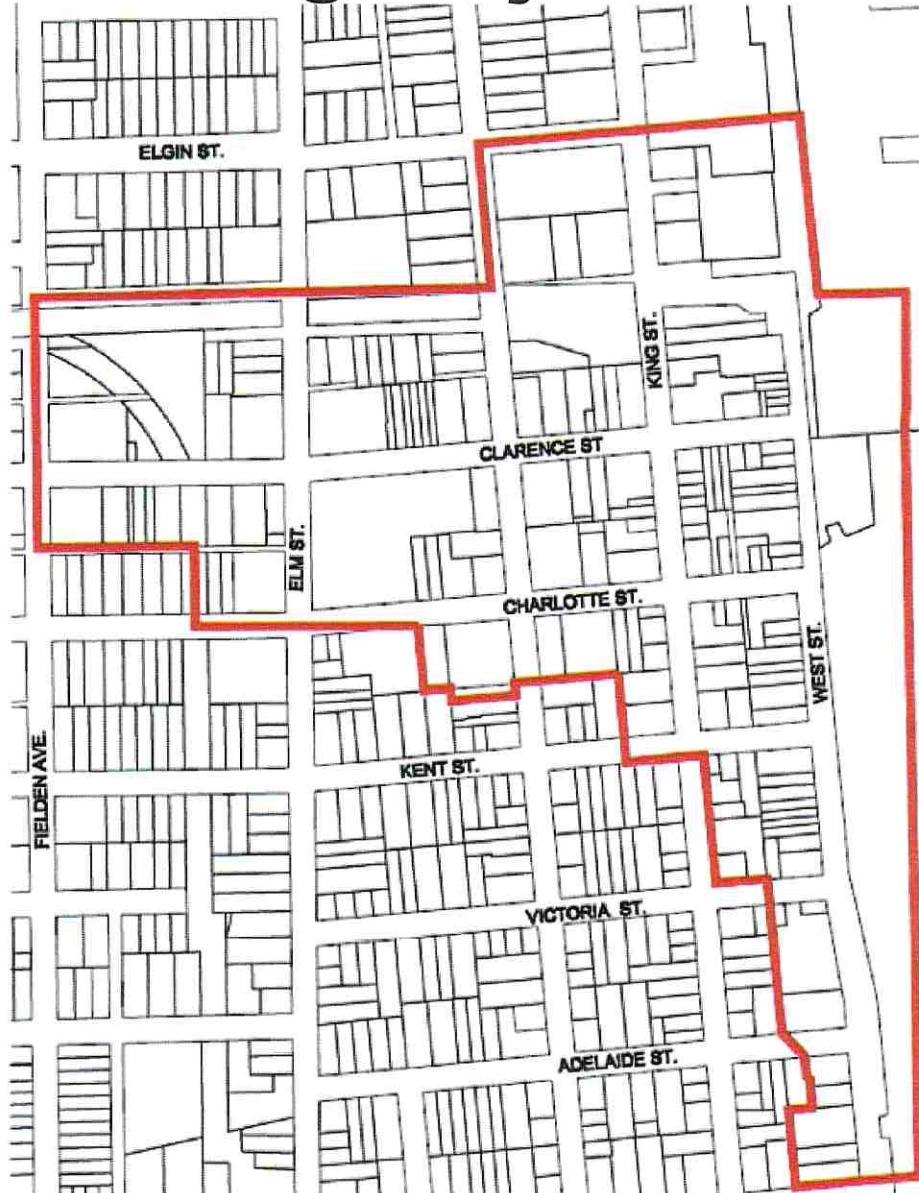 ELGIN ST.
KING ST.
CLARENCE ST
ELM ST.
CHARLOTTE ST.
WEST ST.
FIELDEN AVE.
KENT ST.
VICTORIA ST.
ADELAIDE ST.